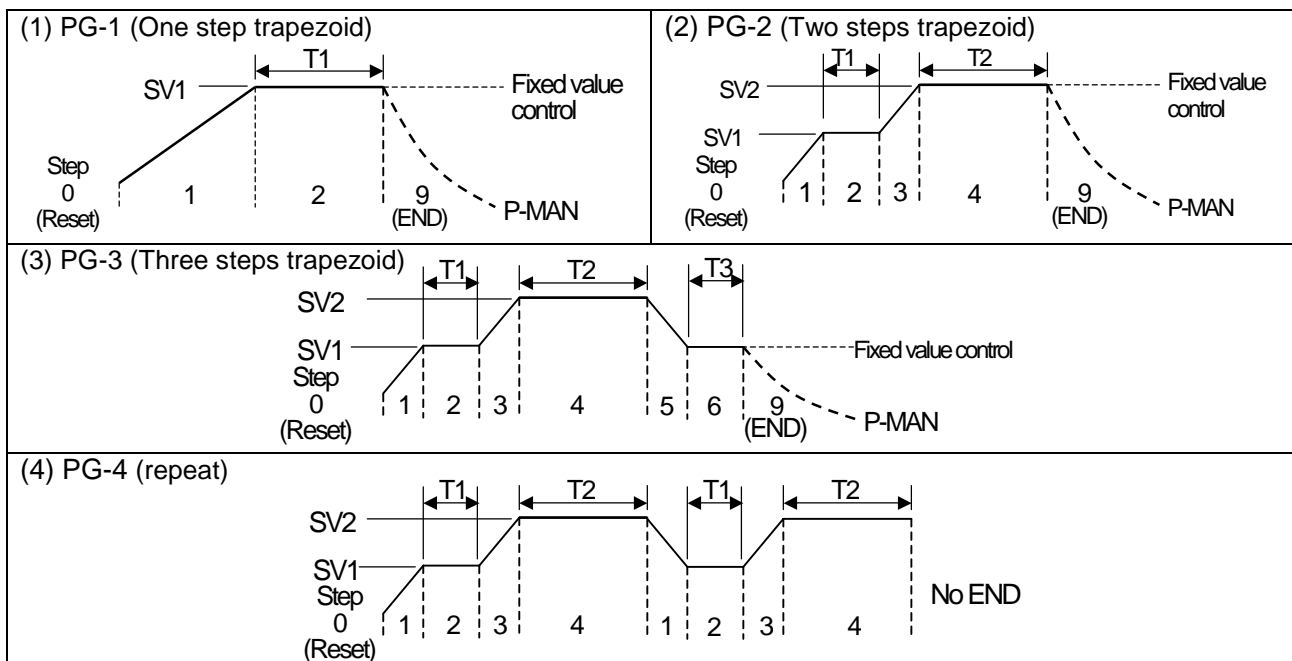 (1) PG-1 (One step trapezoid)
T1
SV1
Fixed value
control
Step
0
(Reset)
1
2
9
(END)
P-MAN
(2) PG-2 (Two steps trapezoid)
T1
T2
SV2
Fixed value
control
SV1
Step
0
(Reset)
1
2
3
4
9
(END)
P-MAN
(3) PG-3 (Three steps trapezoid)
T1
T2
T3
SV2
SV1
Fixed value control
Step
0
(Reset)
1
2
3
4
5
6
9
(END)
P-MAN
(4) PG-4 (repeat)
T1
T2
T1
T2
SV2
SV1
Step
0
(Reset)
1
2
3
4
1
2
3
4
No END